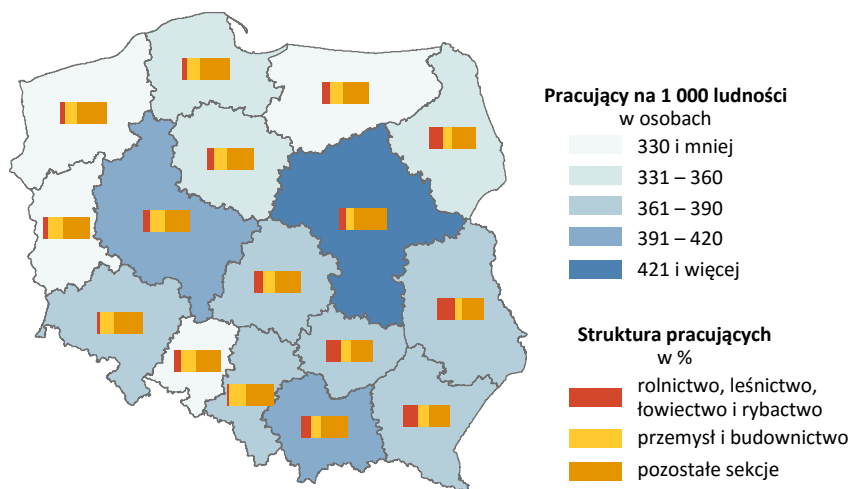 Pracujący na 1 000 ludności
w osobach
330 i mniej
331 – 360
361 – 390
391 – 420
421 i więcej
Struktura pracujących
w %
rolnictwo, leśnictwo,
łowiectwo i rybactwo
przemysł i budownictwo
pozostałe sekcje